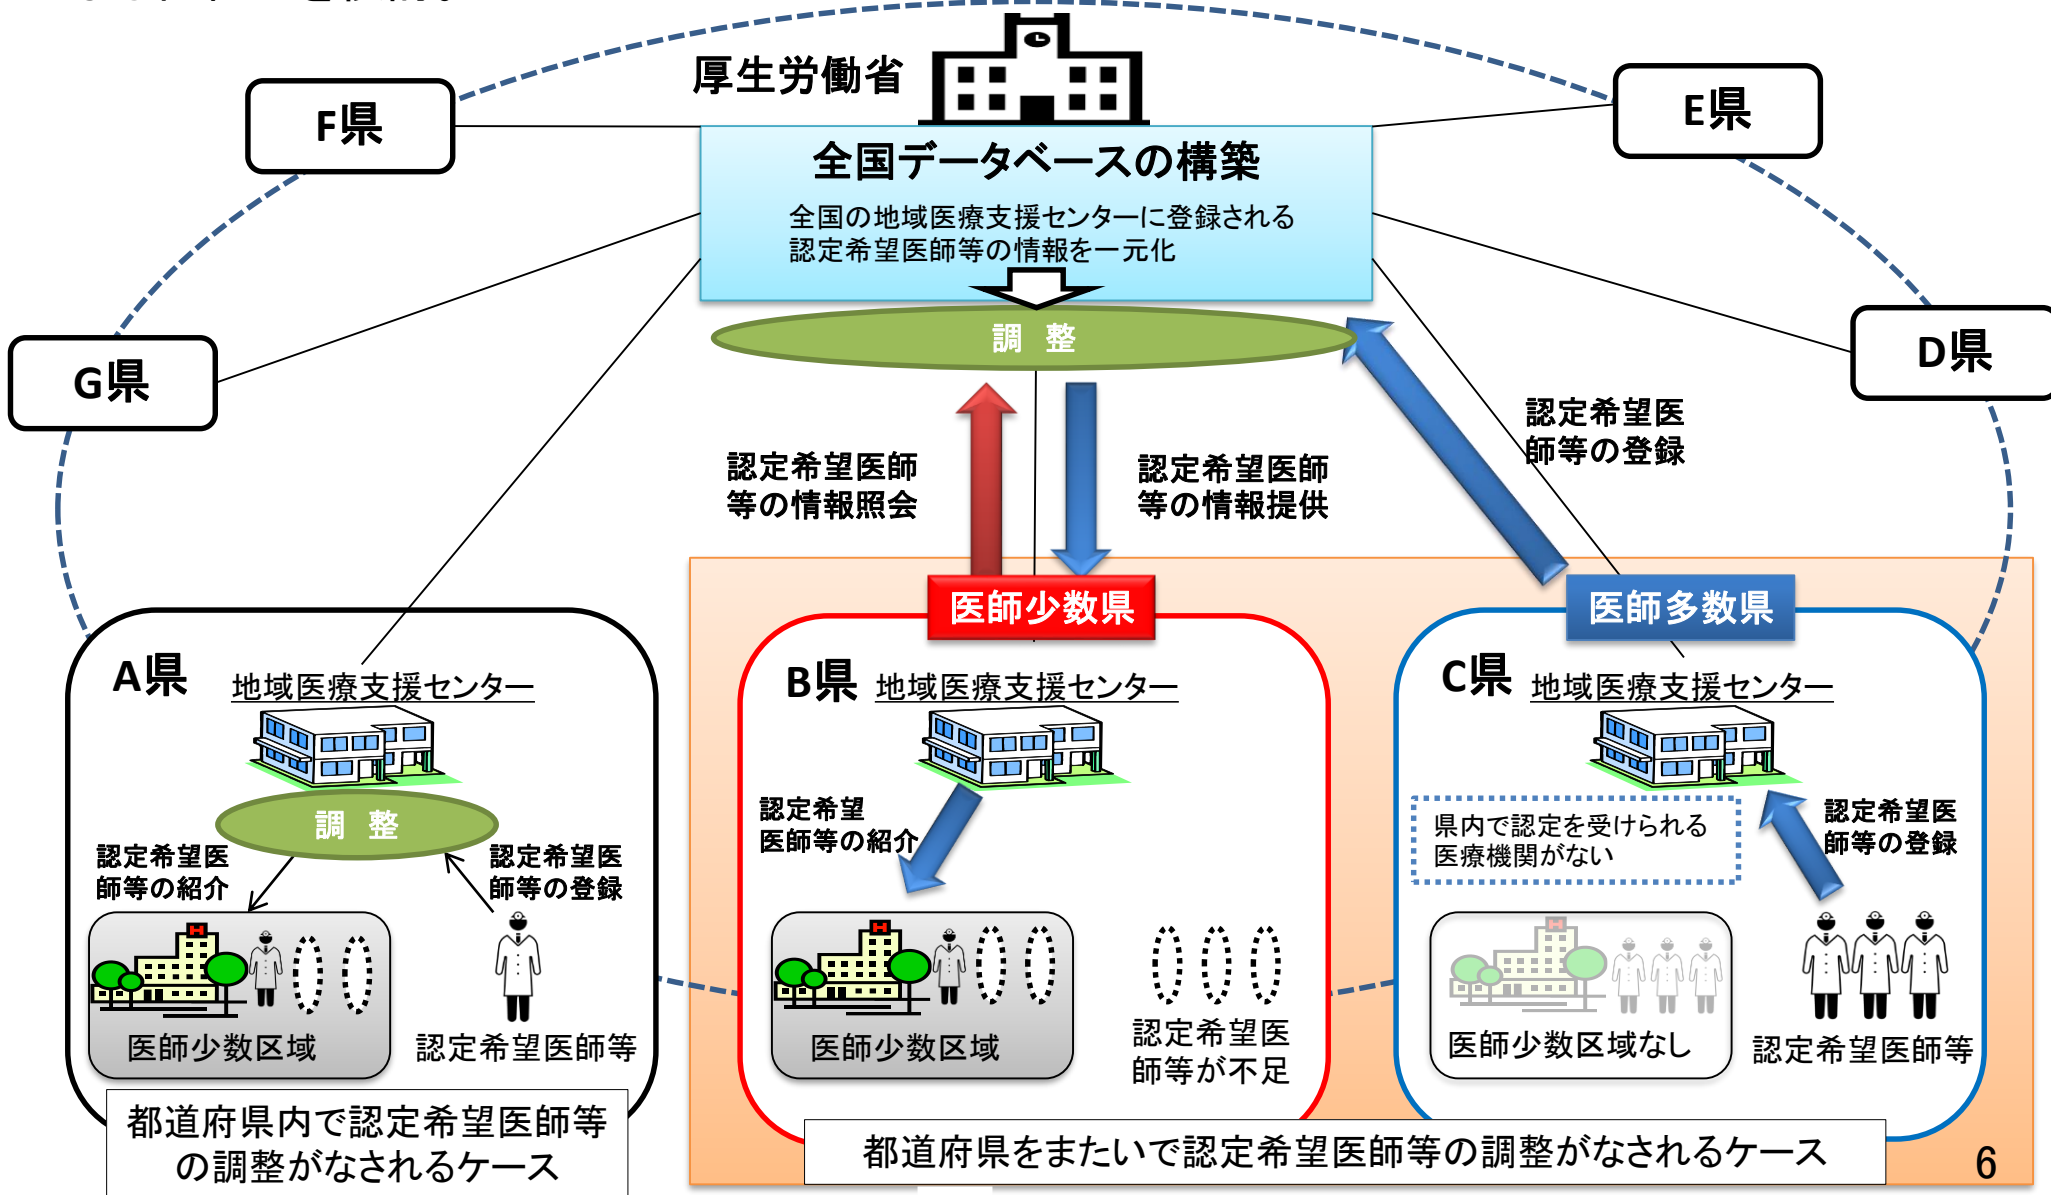 厚生労働省
F県
E県
全国データベースの構築
全国の地域医療支援センターに登録される
認定希望医師等の情報を一元化
調 整
G県
D県
認定希望医師
等の情報照会
認定希望医師
等の情報提供
認定希望医
師等の登録
医師少数県
医師多数県
A県
地域医療支援センター
調 整
認定希望医
師等の紹介
認定希望医
師等の登録
医師少数区域
認定希望医師等
都道府県内で認定希望医師等
の調整がなされるケース
B県
地域医療支援センター
認定希望
医師等の紹介
医師少数区域
認定希望医
師等が不足
C県
地域医療支援センター
県内で認定を受けられる
医療機関がない
認定希望医
師等の登録
医師少数区域なし
認定希望医師等
都道府県をまたいで認定希望医師等の調整がなされるケース
6